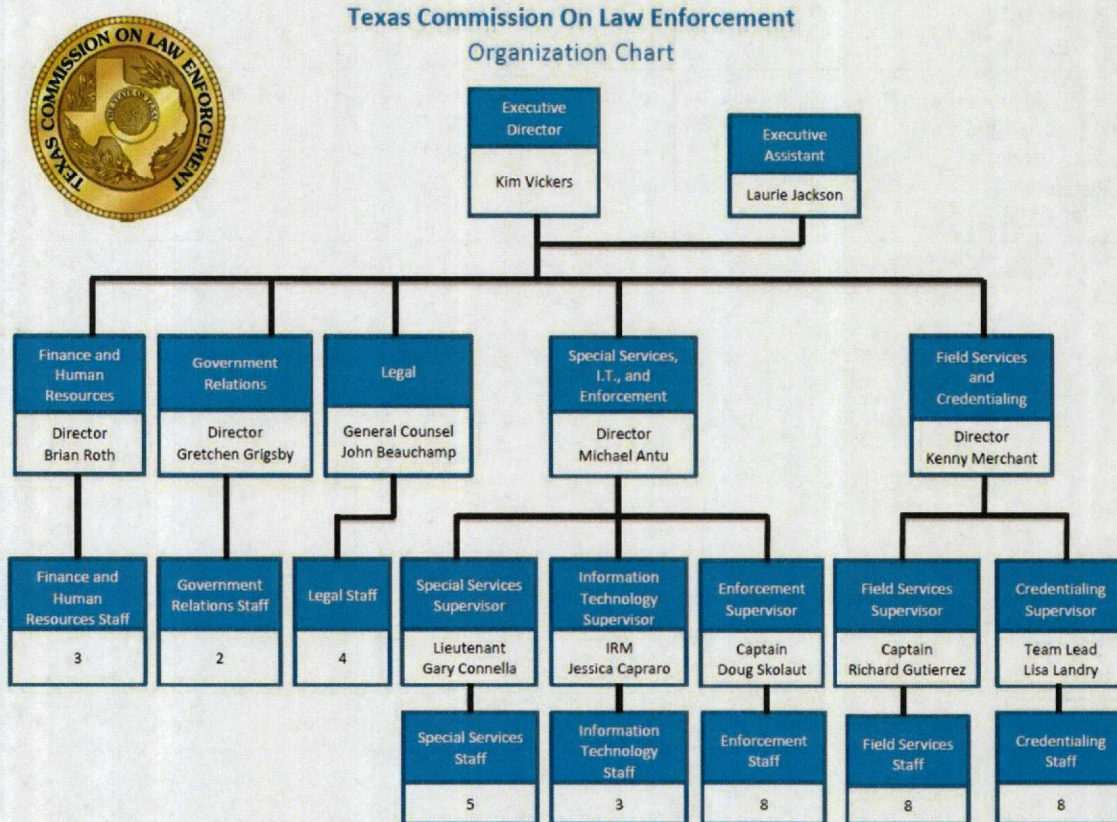 Texas Commission On Law Enforcement
Organization Chart
TEXAS COMMISSION ON LAW ENFORCEMENT
Executive
Director
Kim Vickers
Executive
Assistant
Laurie Jackson
Finance and
Human
Resources
Director
Brian Roth
Government
Relations
Director
Gretchen Grigsby
Legal
General Counsel
John Beauchamp
Special Services,
I.T., and
Enforcement
Director
Michael Antu
Field Services
and
Credentialing
Director
Kenny Merchant
Finance and
Human
Resources Staff
3
Government
Relations Staff
2
Legal Staff
4
Special Services
Supervisor
Lieutenant
Gary Connella
Information
Technology
Supervisor
IRM
Jessica Capraro
Enforcement
Supervisor
Captain
Doug Skolaut
Field Services
Supervisor
Captain
Richard Gutierrez
Credentialing
Supervisor
Team Lead
Lisa Landry
Special Services
Staff
5
Information
Technology
Staff
3
Enforcement
Staff
8
Field Services
Staff
8
Credentialing
Staff
8